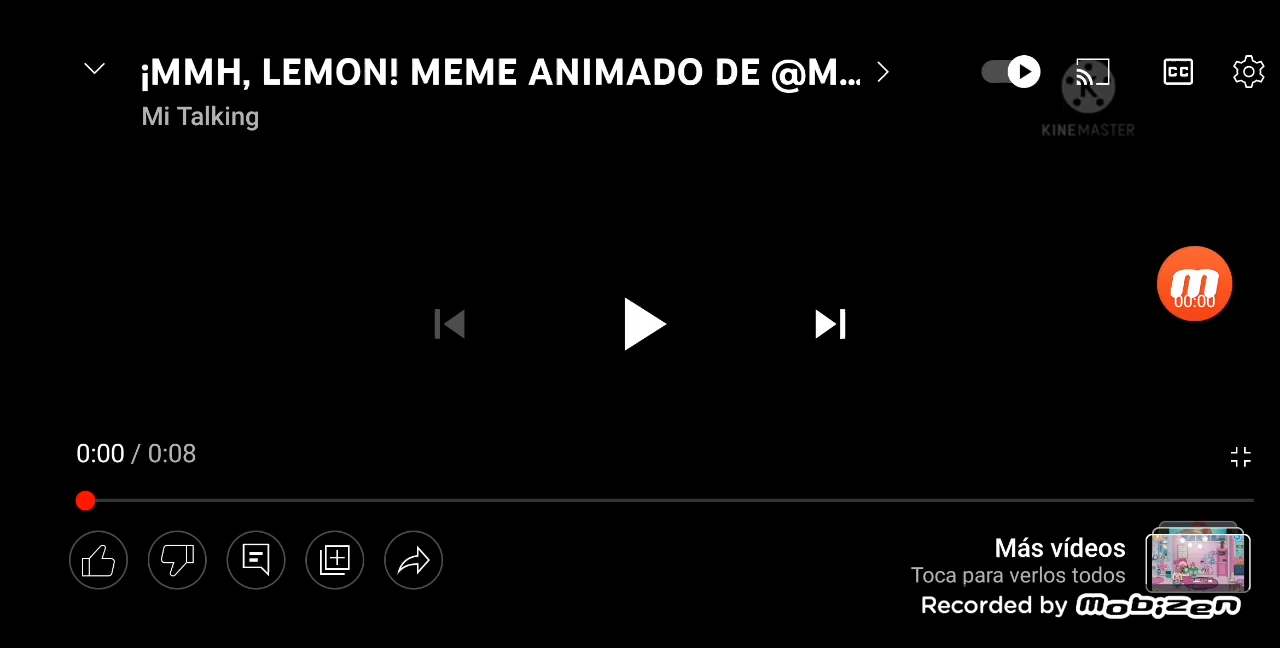 ¡MMH, LEMON! MEME ANIMADO DE @M...
Mi Talking
CC
K
KINEMASTER
m
00:00
0:00 / 0:08
Más vídeos
Toca para verlos todos
Recorded by Mobizen